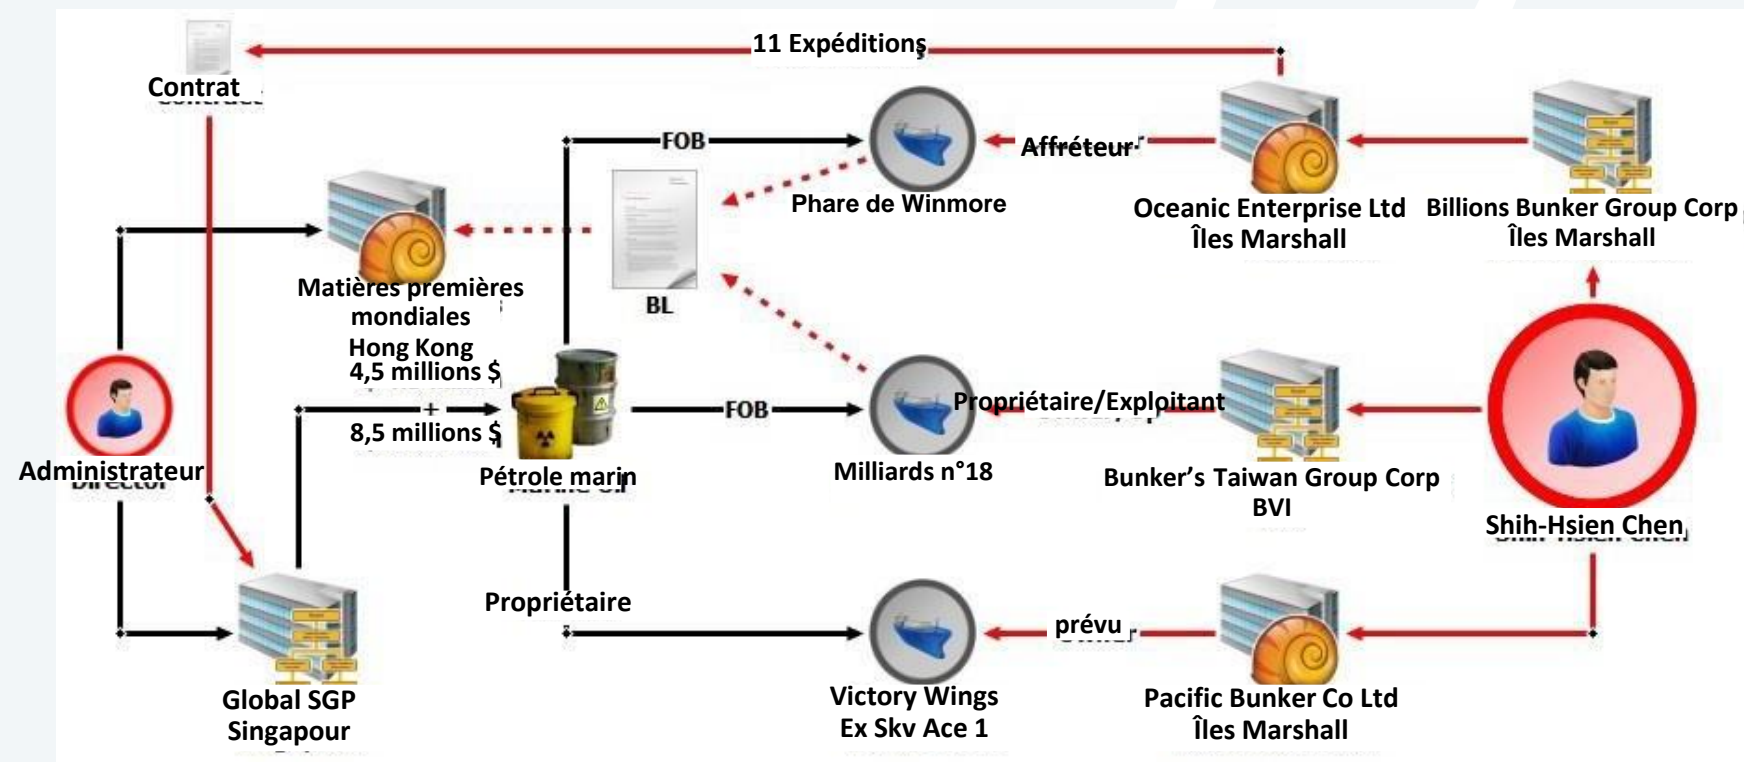 11 Expéditions
Contrat
FOB
Affréteur
Phare de Winmore
Oceanic Enterprise Ltd
Îles Marshall
Billions Bunker Group Corp
Îles Marshall
Matières premières
mondiales
Hong Kong
4,5 millions $
+
8,5 millions $
BL
FOB
Propriétaire/Exploitant
Administrateur
Pétrole marin
Milliards n°18
Bunker's Taiwan Group Corp
BVI
Shih-Hsien Chen
Propriétaire
prévu
Global SGP
Singapour
Victory Wings
Ex Skv Ace 1
Pacific Bunker Co Ltd
Îles Marshall